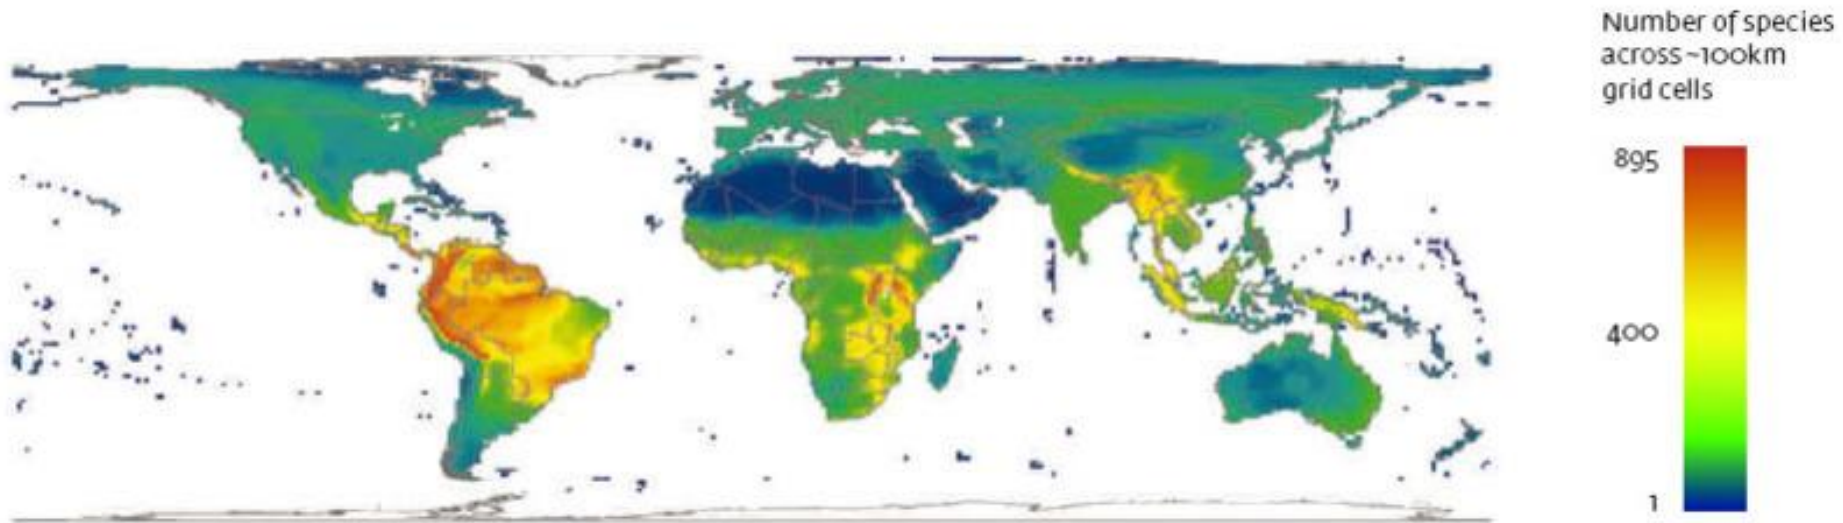 Number of species
across ~100km
grid cells
895
400
1